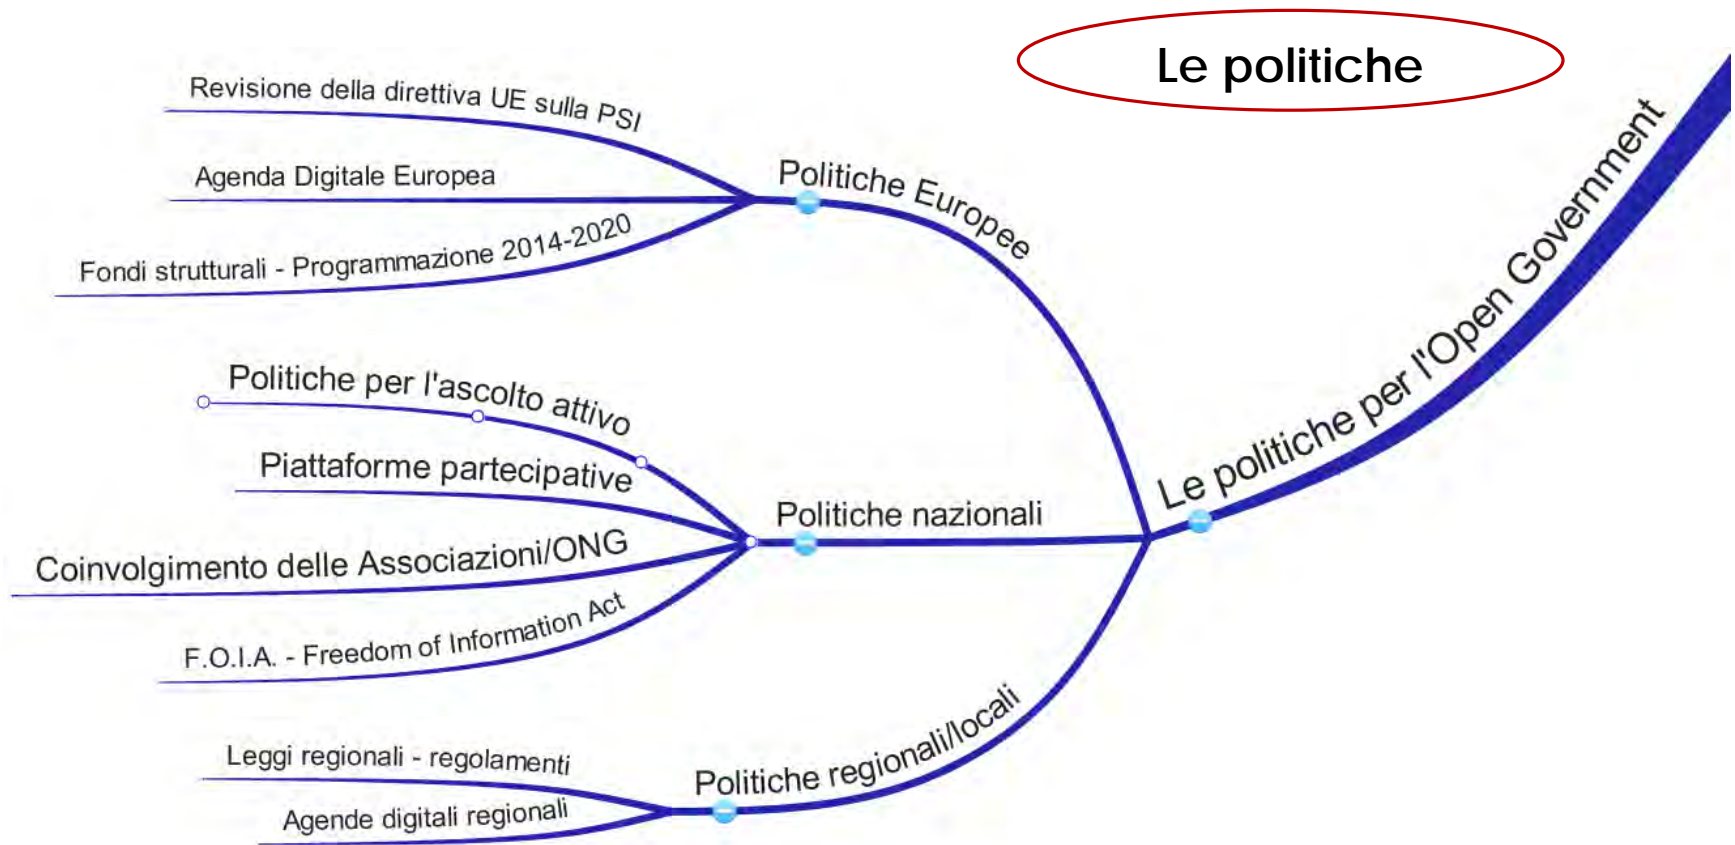 Le politiche
Le politiche per l'Open Government
Politiche Europee
Revisione della direttiva UE sulla PSI
Agenda Digitale Europea
Fondi strutturali - Programmazione 2014-2020
Politiche nazionali
Politiche per l'ascolto attivo
Piattaforme partecipative
Coinvolgimento delle Associazioni/ONG
F.O.I.A. - Freedom of Information Act
Politiche regionali/locali
Leggi regionali - regolamenti
Agende digitali regionali